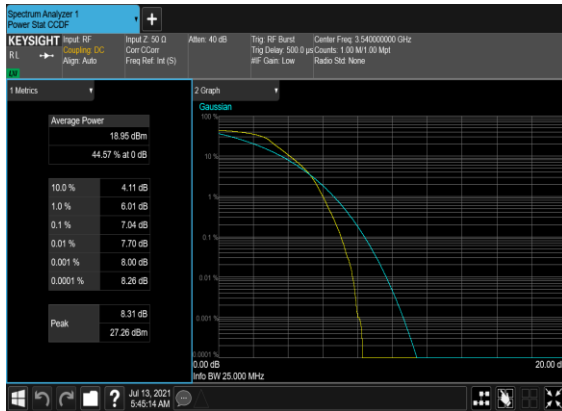 Spectrum Analyzer 1
Power Stat CCDF
+
KEYSIGHT
RL
Input: RF
Coupling: DC
Align: Auto
Input Z: 50 Ω
Corr CCorr
Freq Ref: Int (S)
Atten: 40 dB
Trig: RF Burst
Trig Delay: 500.0 µs
#IF Gain: Low
Center Freq: 3.540000000 GHz
Counts: 1.00 M/1.00 Mpt
Radio Std: None
1 Metrics
Average Power
18.95 dBm
44.57 % at 0 dB
10.0 % 4.11 dB
1.0 % 6.01 dB
0.1 % 7.04 dB
0.01 % 7.70 dB
0.001 % 8.00 dB
0.0001 % 8.26 dB
Peak
8.31 dB
27.26 dBm
2 Graph
Gaussian
100 %
10 %
1 %
0.1 %
0.01 %
0.001 %
0.0001 %
0.00 dB
20.00 d
Info BW 25.000 MHz
?
Jul 13, 2021
5:45:14 AM